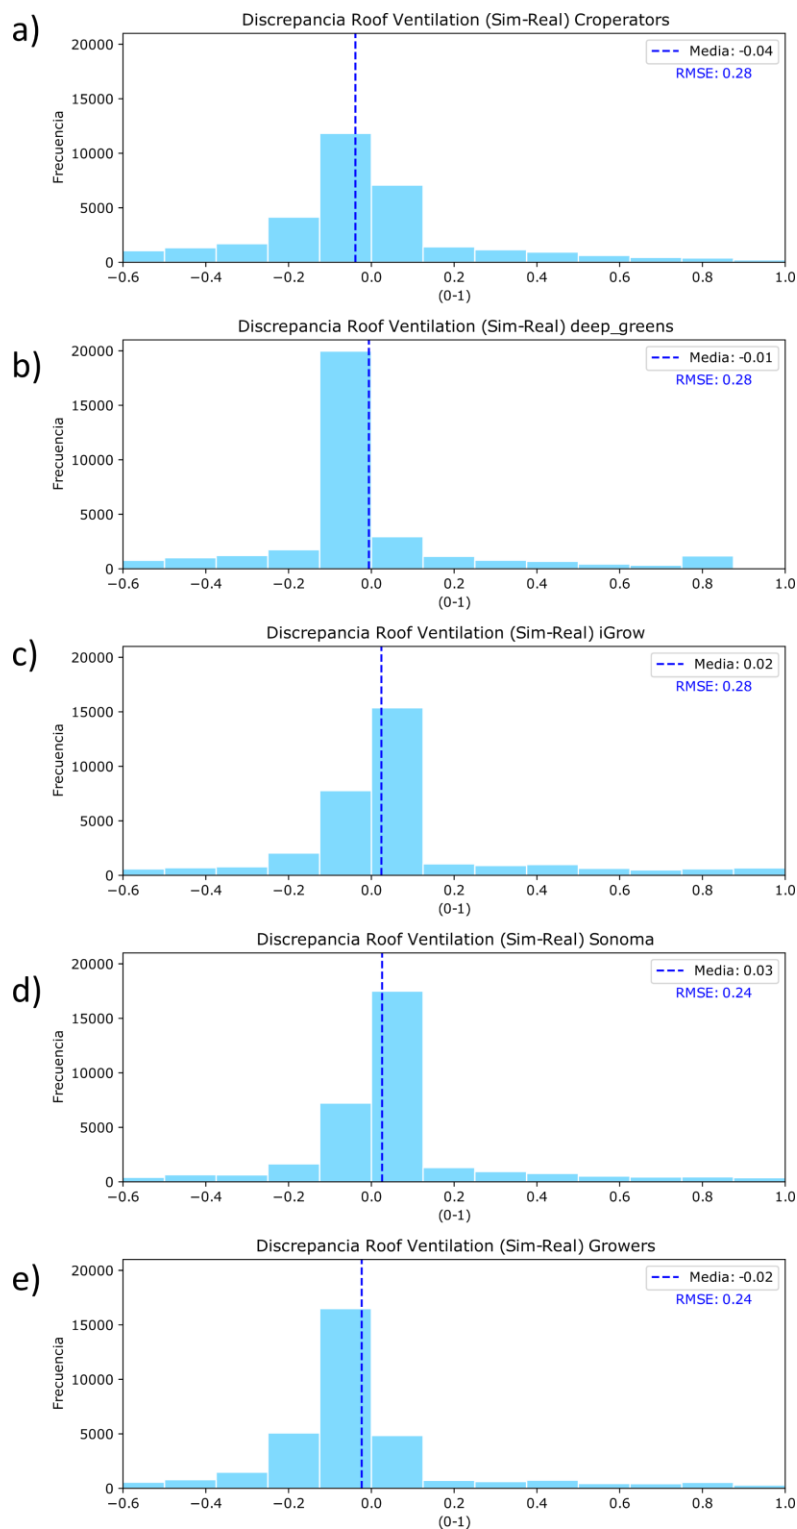 a)
Discrepancia Roof Ventilation (Sim-Real) Croperators
20000
15000
10000
5000
0
Frecuencia
Media: -0.04
RMSE: 0.28
−0.6 −0.4 −0.2 0.0 0.2 0.4 0.6 0.8 1.0
(0-1)
b)
Discrepancia Roof Ventilation (Sim-Real) deep_greens
20000
15000
10000
5000
0
Frecuencia
Media: -0.01
RMSE: 0.28
−0.6 −0.4 −0.2 0.0 0.2 0.4 0.6 0.8 1.0
(0-1)
c)
Discrepancia Roof Ventilation (Sim-Real) iGrow
20000
15000
10000
5000
0
Frecuencia
Media: 0.02
RMSE: 0.28
−0.6 −0.4 −0.2 0.0 0.2 0.4 0.6 0.8 1.0
(0-1)
d)
Discrepancia Roof Ventilation (Sim-Real) Sonoma
20000
15000
10000
5000
0
Frecuencia
Media: 0.03
RMSE: 0.24
−0.6 −0.4 −0.2 0.0 0.2 0.4 0.6 0.8 1.0
(0-1)
e)
Discrepancia Roof Ventilation (Sim-Real) Growers
20000
15000
10000
5000
0
Frecuencia
Media: -0.02
RMSE: 0.24
−0.6 −0.4 −0.2 0.0 0.2 0.4 0.6 0.8 1.0
(0-1)